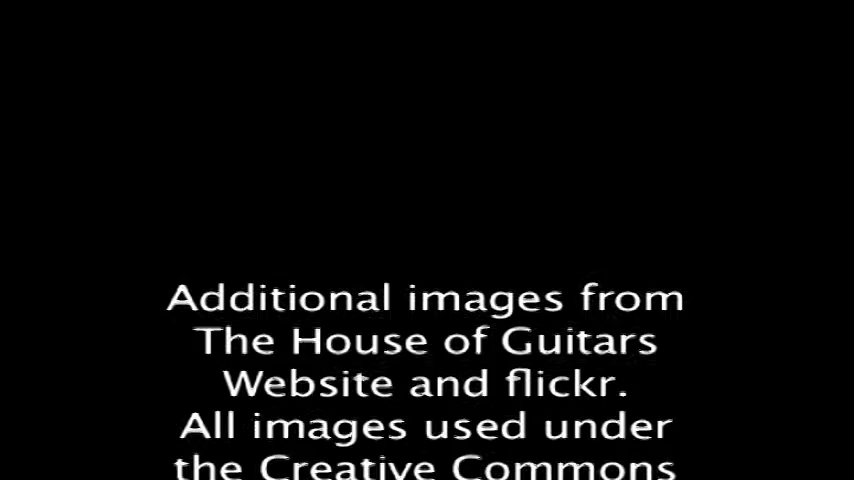 Additional images from
The House of Guitars
Website and flickr.
All images used under
the Creative Commons